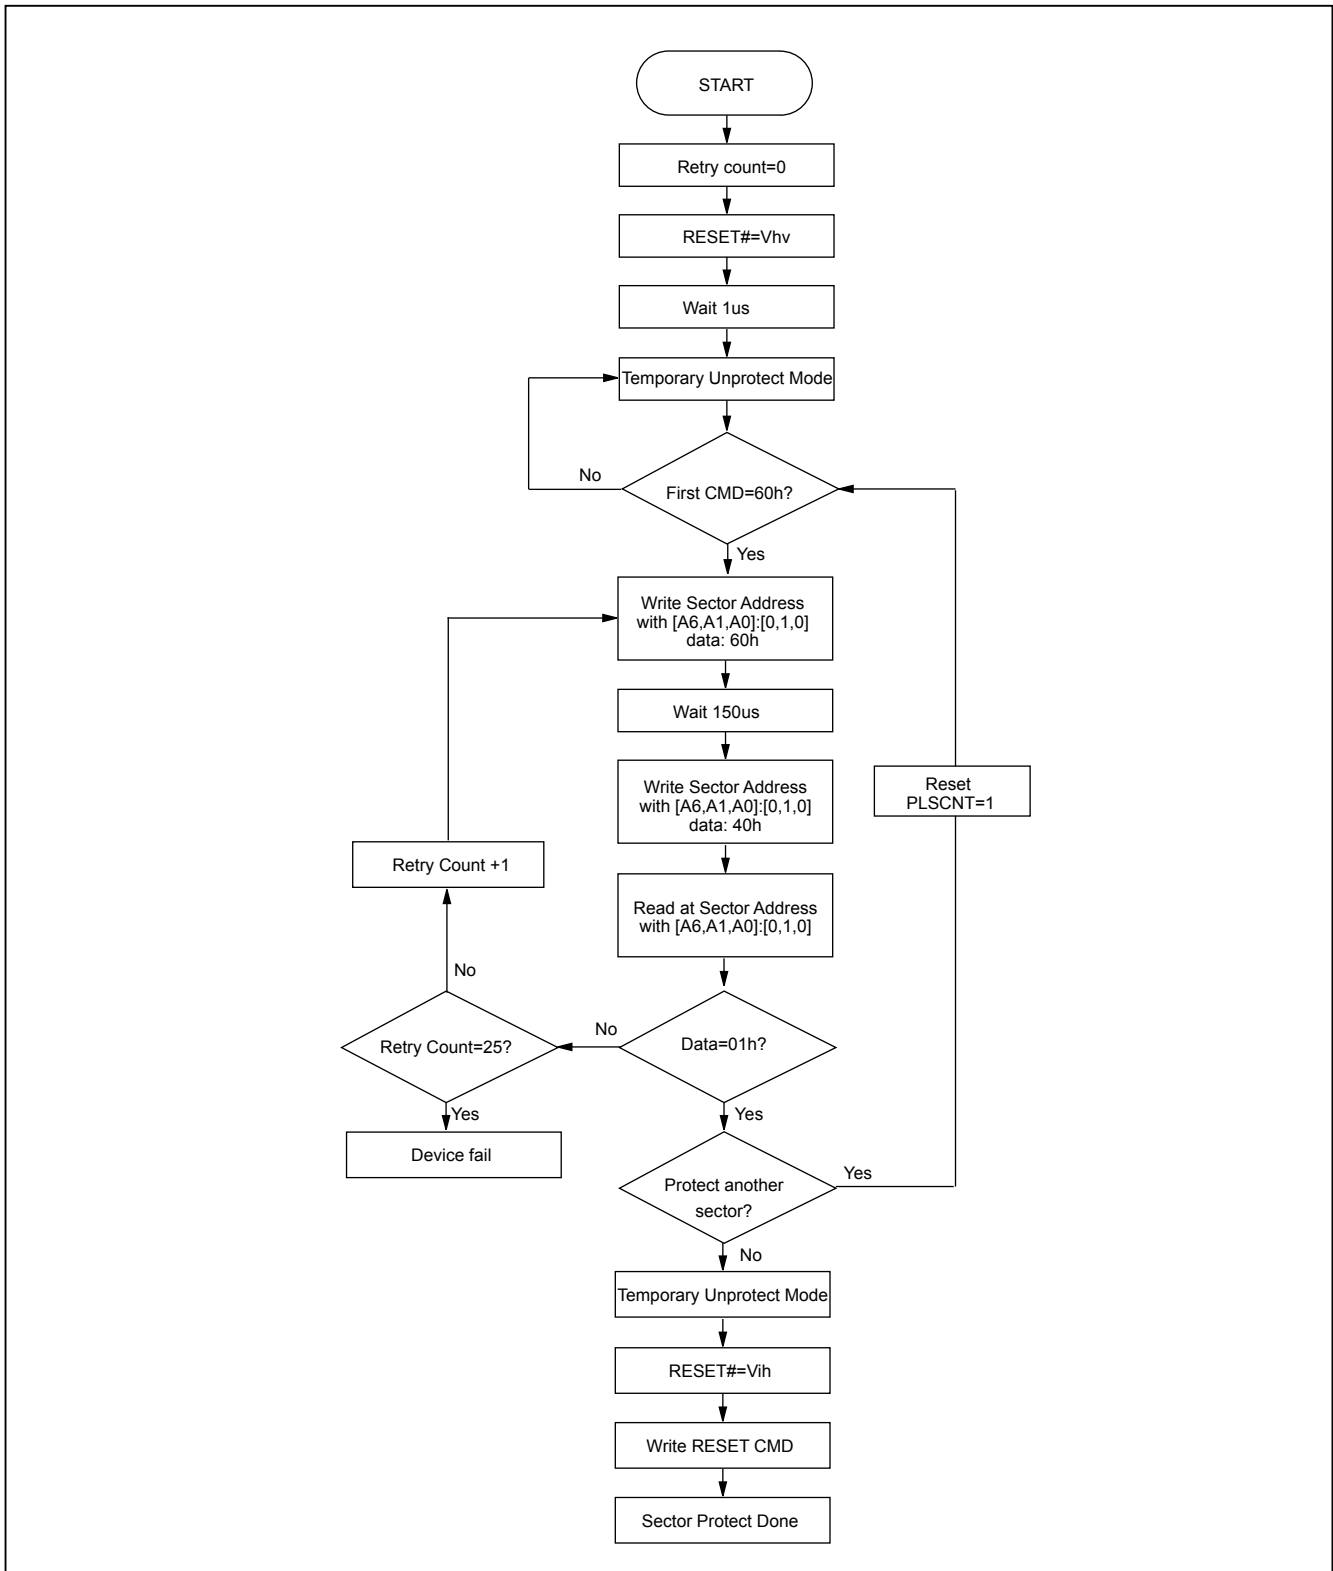 START
Retry count=0
RESET#=Vhv
Wait 1us
Temporary Unprotect Mode
No
First CMD=60h?
Yes
Write Sector Address
with [A6,A1,A0]:[0,1,0]
data: 60h
Wait 150us
Write Sector Address
with [A6,A1,A0]:[0,1,0]
data: 40h
Reset
PLSCNT=1
Retry Count +1
Read at Sector Address
with [A6,A1,A0]:[0,1,0]
No
No
Retry Count=25?
Data=01h?
Yes
Yes
Device fail
Protect another
sector?
Yes
No
Temporary Unprotect Mode
RESET#=Vih
Write RESET CMD
Sector Protect Done